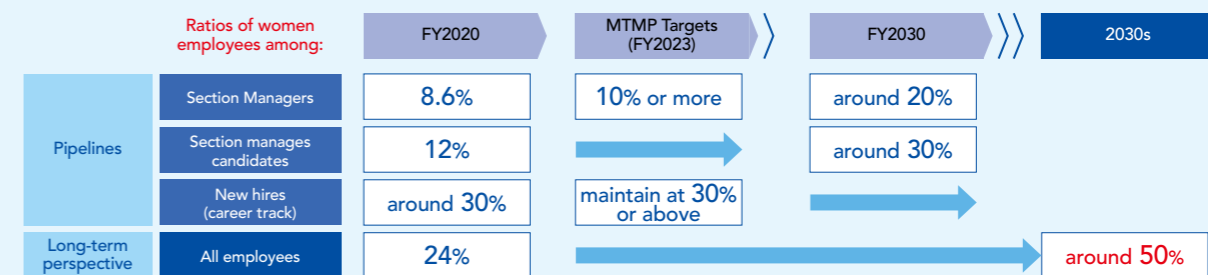 Ratios of women
employees among:
FY2020
MTMP Targets
(FY2023)
FY2030
2030s
Pipelines
Section Managers
8.6%
10% or more
around 20%
Section manages
candidates
12%
around 30%
New hires
(career track)
around 30%
maintain at 30%
or above
Long-term
perspective
All employees
24%
around 50%